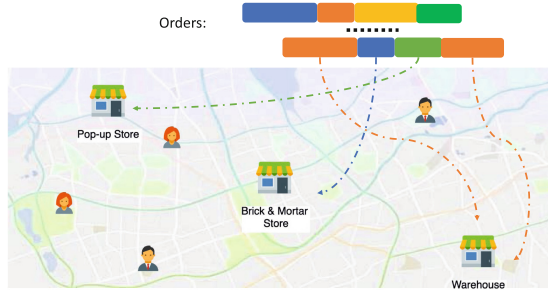 Orders:
Pop-up Store
Brick & Mortar
Store
Warehouse